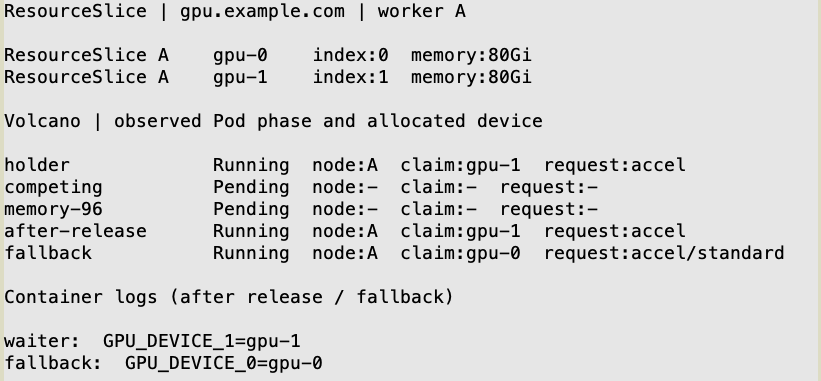 ResourceSlice | gpu.example.com | worker A
ResourceSlice A    gpu-0    index:0  memory:80Gi
ResourceSlice A    gpu-1    index:1  memory:80Gi
Volcano | observed Pod phase and allocated device
holder             Running  node:A  claim:gpu-1  request:accel
competing          Pending  node:-  claim:-  request:-
memory-96          Pending  node:-  claim:-  request:-
after-release      Running  node:A  claim:gpu-1  request:accel
fallback           Running  node:A  claim:gpu-0  request:accel/standard
Container logs (after release / fallback)
waiter:  GPU_DEVICE_1=gpu-1
fallback:  GPU_DEVICE_0=gpu-0